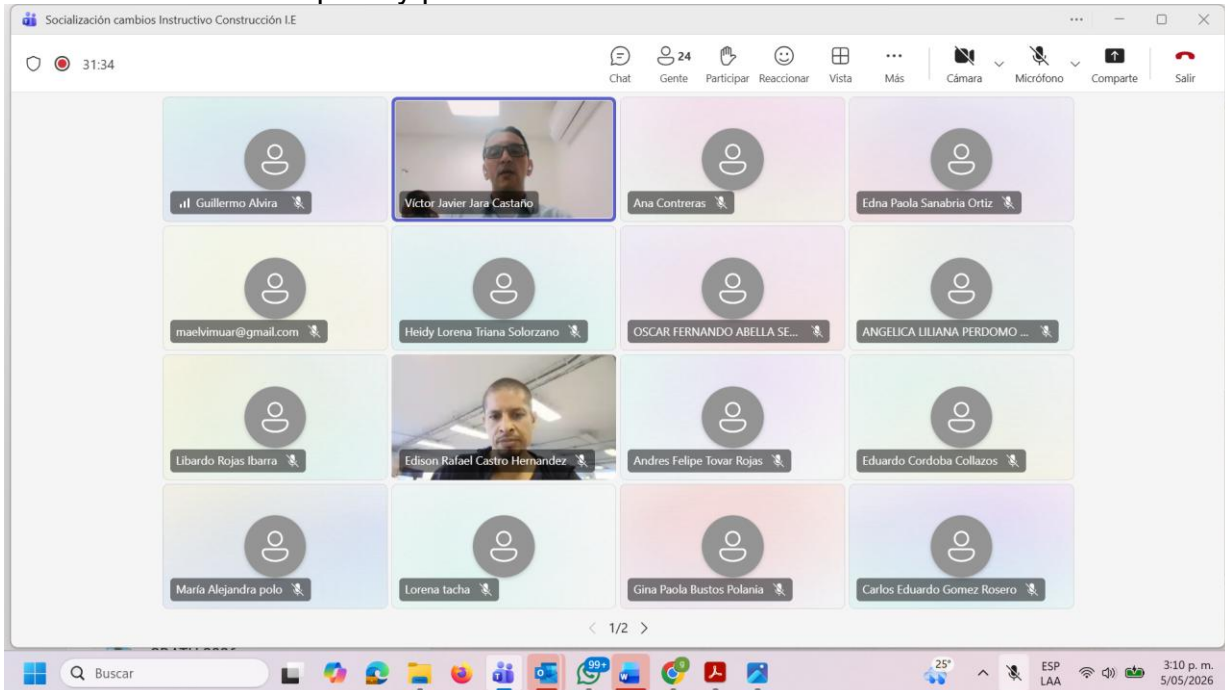 Socialización cambios Instructivo Construcción I.E
31:34
24
Chat Gente Participar Reaccionar Vista Más Cámara Micrófono Comparte Salir
Guillermo Alvira
Víctor Javier Jara Castaño
Ana Contreras
Edna Paola Sanabria Ortiz
maelvimuar@gmail.com
Heidy Lorena Triana Solorzano
OSCAR FERNANDO ABELLA SE...
ANGELICA LILIANA PERDOMO ...
Libardo Rojas Ibarra
Edison Rafael Castro Hernandez
Andres Felipe Tovar Rojas
Eduardo Cordoba Collazos
María Alejandra polo
Lorena tacha
Gina Paola Bustos Polania
Carlos Eduardo Gomez Rosero
1/2
Buscar
99+
25°
ESP
LAA
3:10 p. m.
5/05/2026